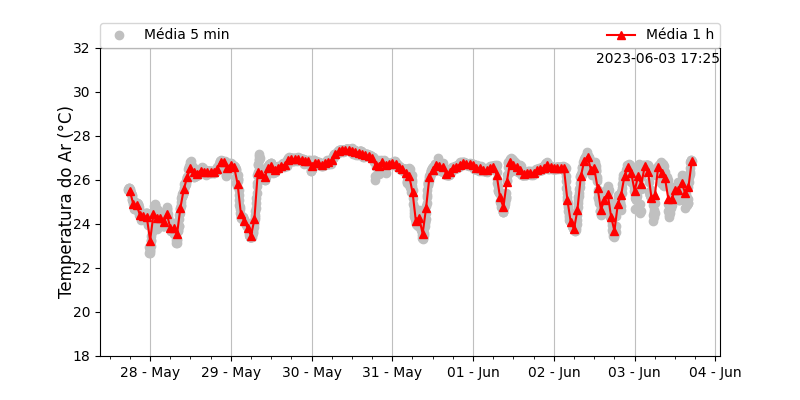 Média 5 min
Média 1 h
2023-06-03 17:25
Temperatura do Ar (°C)
32
30
28
26
24
22
20
18
28 - May
29 - May
30 - May
31 - May
01 - Jun
02 - Jun
03 - Jun
04 - Jun